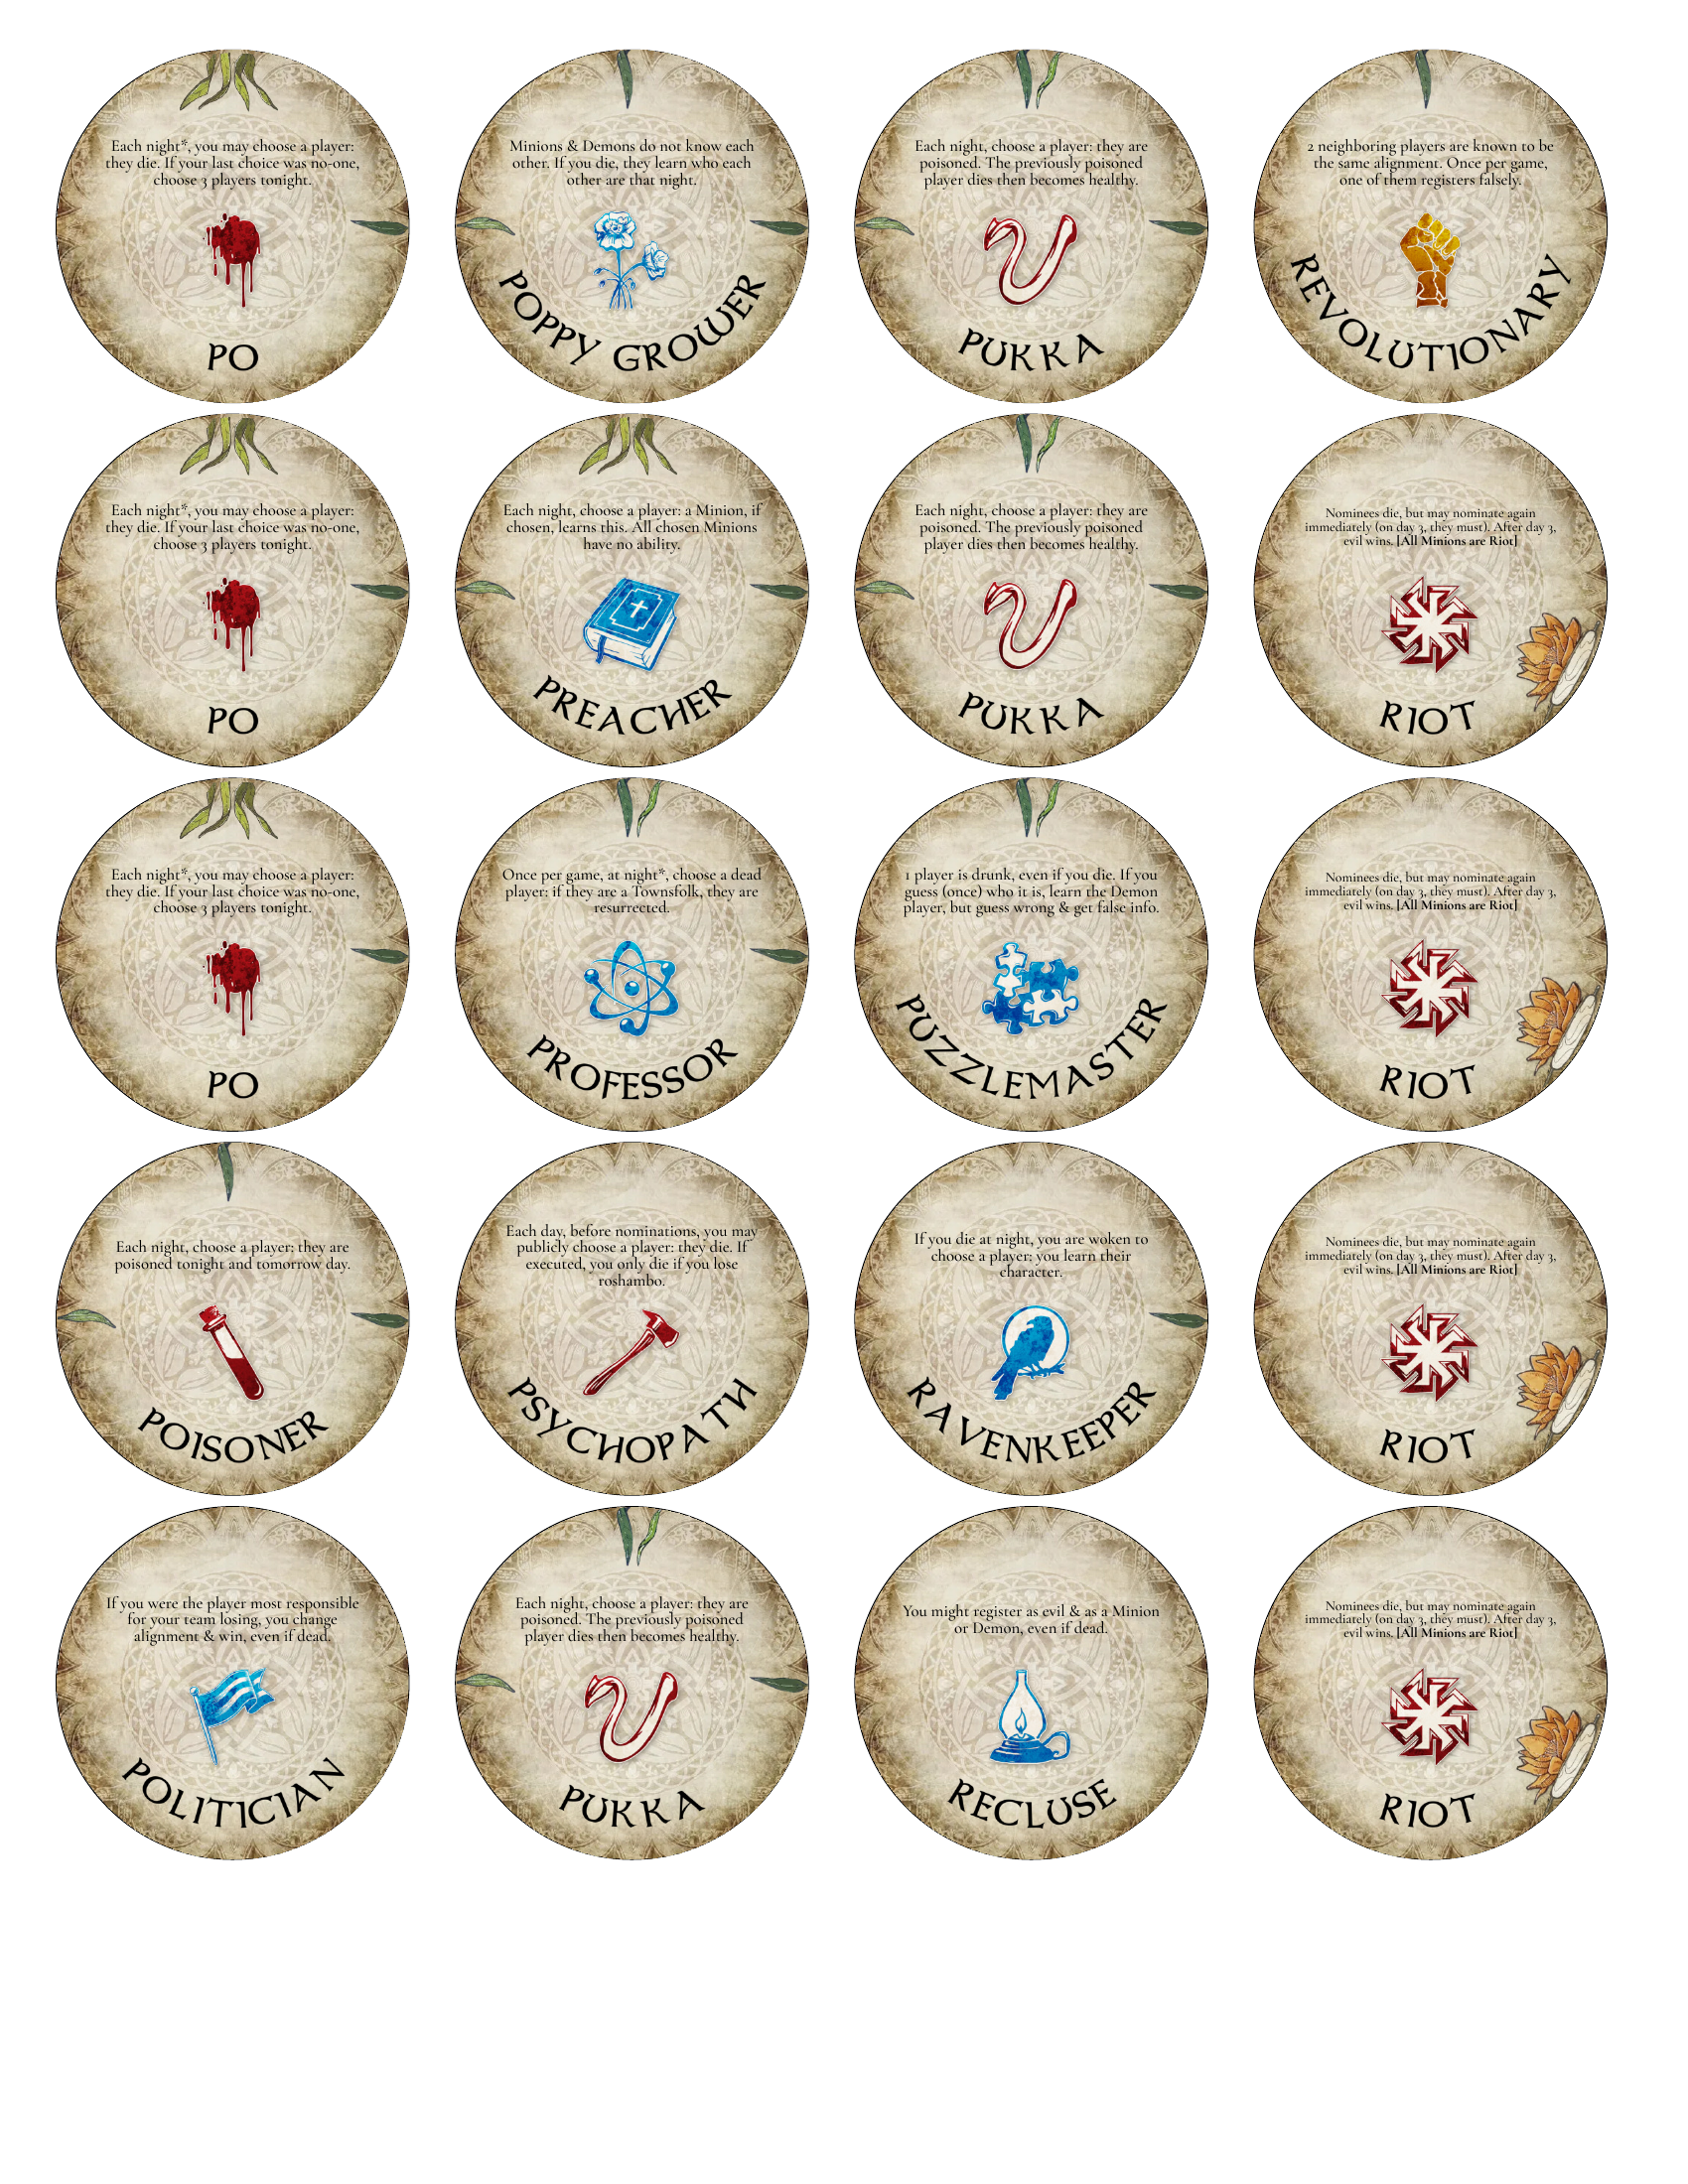 Each night*, you may choose a player:
they die. If your last choice was no-one,
choose 3 players tonight.
PO
Minions & Demons do not know each
other. If you die, they learn who each
other are that night.
POPPY GROWER
Each night, choose a player: they are
poisoned. The previously poisoned
player dies then becomes healthy.
PUKKA
2 neighboring players are known to be
the same alignment. Once per game,
one of them registers falsely.
REVOLUTIONARY
Each night*, you may choose a player:
they die. If your last choice was no-one,
choose 3 players tonight.
PO
Each night, choose a player: a Minion, if
chosen, learns this. All chosen Minions
have no ability.
PREACHER
Each night, choose a player: they are
poisoned. The previously poisoned
player dies then becomes healthy.
PUKKA
Nominees die, but may nominate again
immediately (on day 3, they must). After day 3,
evil wins. [All Minions are Riot]
RIOT
Each night*, you may choose a player:
they die. If your last choice was no-one,
choose 3 players tonight.
PO
Once per game, at night*, choose a dead
player: if they are a Townsfolk, they are
resurrected.
PROFESSOR
1 player is drunk, even if you die. If you
guess (once) who it is, learn the Demon
player, but guess wrong & get false info.
PUZZLEMASTER
Nominees die, but may nominate again
immediately (on day 3, they must). After day 3,
evil wins. [All Minions are Riot]
RIOT
Each night, choose a player: they are
poisoned tonight and tomorrow day.
POISONER
Each day, before nominations, you may
publicly choose a player: they die. If
executed, you only die if you lose
roshambo.
PSYCHOPATH
If you die at night, you are woken to
choose a player: you learn their
character.
RAVENKEEPER
Nominees die, but may nominate again
immediately (on day 3, they must). After day 3,
evil wins. [All Minions are Riot]
RIOT
If you were the player most responsible
for your team losing, you change
alignment & win, even if dead.
POLITICIAN
Each night, choose a player: they are
poisoned. The previously poisoned
player dies then becomes healthy.
PUKKA
You might register as evil & as a Minion
or Demon, even if dead.
RECLUSE
Nominees die, but may nominate again
immediately (on day 3, they must). After day 3,
evil wins. [All Minions are Riot]
RIOT